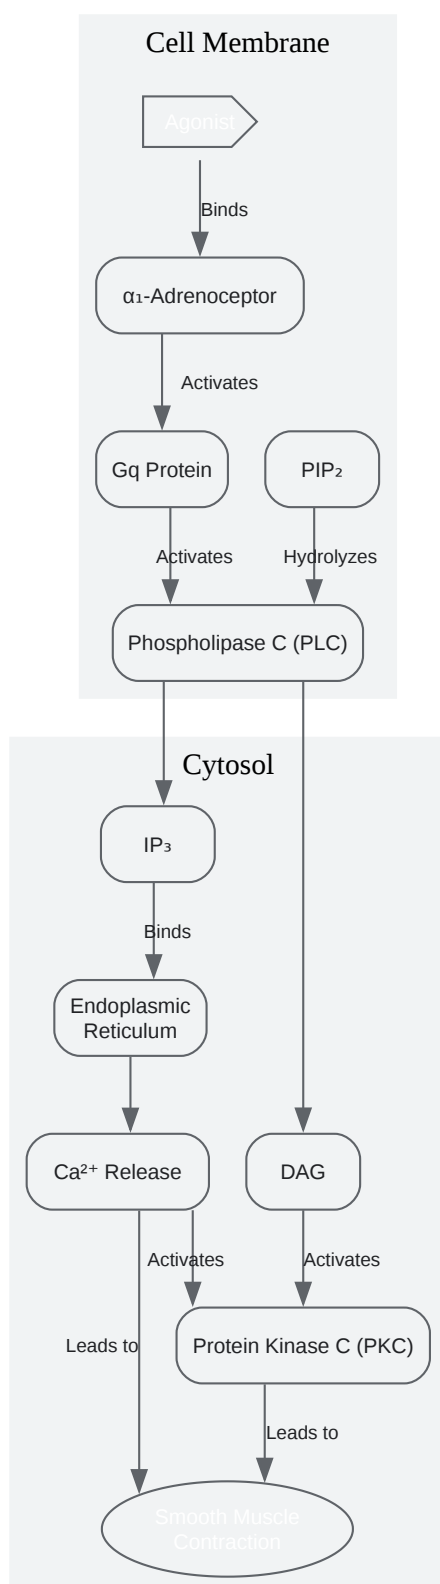 Cell Membrane
Agonist
Binds
α₁-Adrenoceptor
Activates
Gq Protein
PIP₂
Activates
Hydrolyzes
Phospholipase C (PLC)
Cytosol
IP₃
Binds
Endoplasmic
Reticulum
Ca²⁺ Release
DAG
Activates
Activates
Leads to
Protein Kinase C (PKC)
Leads to
Smooth Muscle
Contraction